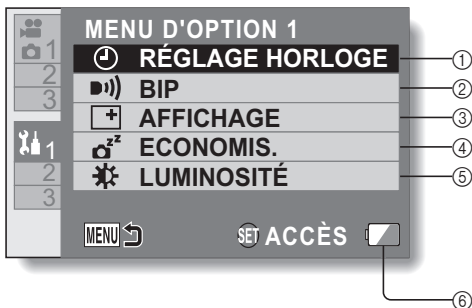 MENU D'OPTION 1
1
2
3
RÉGLAGE HORLOGE ①
BIP ②
AFFICHAGE ③
zz ECONOMIS. ④
LUMINOSITÉ ⑤
1
2
3
MENU SET ACCÈS
⑥